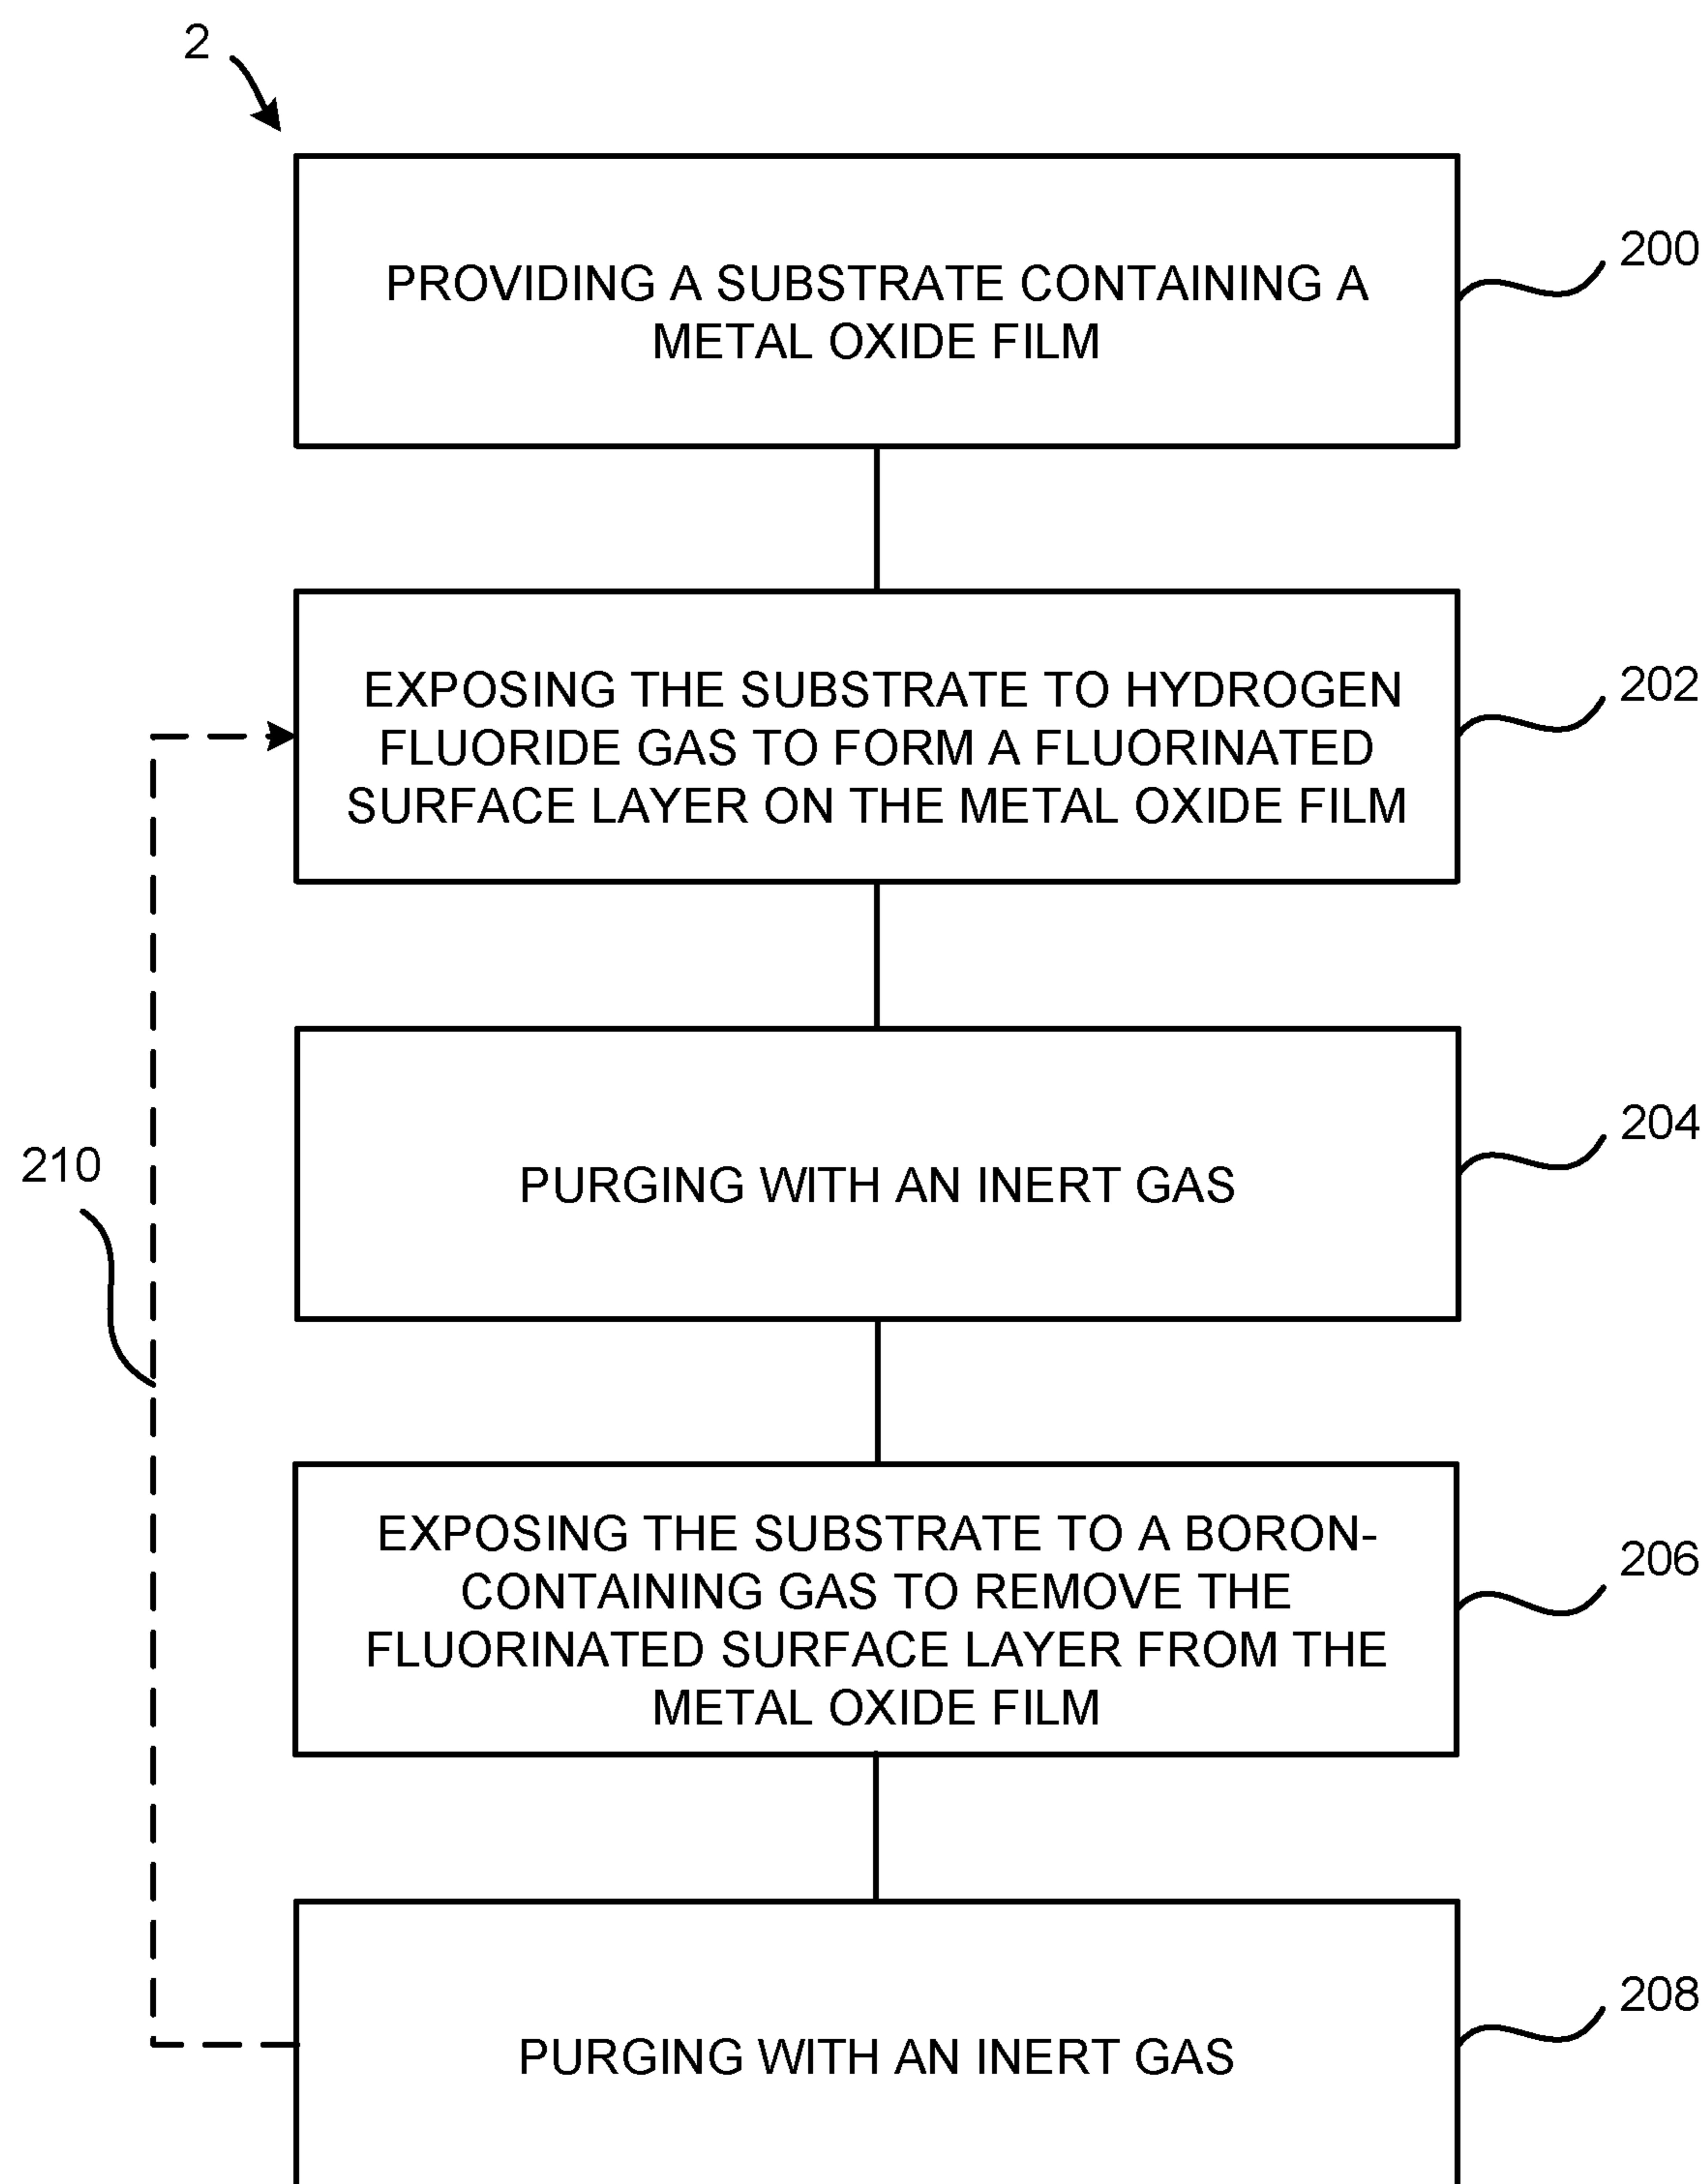 2
PROVIDING A SUBSTRATE CONTAINING A
METAL OXIDE FILM
200
EXPOSING THE SUBSTRATE TO HYDROGEN
FLUORIDE GAS TO FORM A FLUORINATED
SURFACE LAYER ON THE METAL OXIDE FILM
202
PURGING WITH AN INERT GAS
204
210
EXPOSING THE SUBSTRATE TO A BORON-
CONTAINING GAS TO REMOVE THE
FLUORINATED SURFACE LAYER FROM THE
METAL OXIDE FILM
206
PURGING WITH AN INERT GAS
208